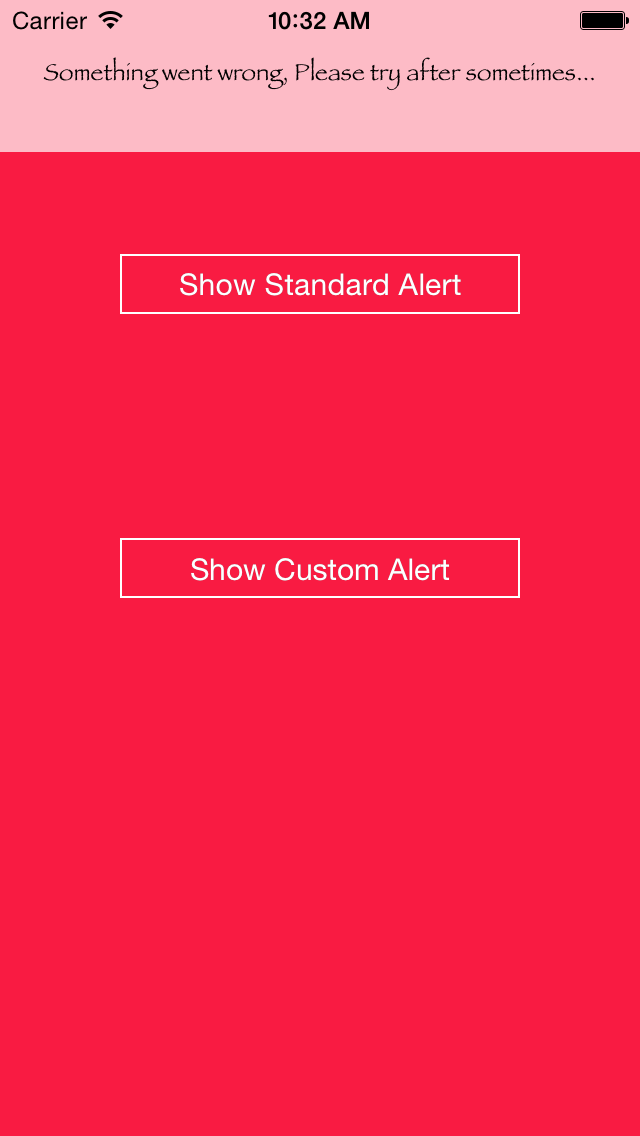 Carrier 10:32 AM
Something went wrong, Please try after sometimes...
Show Standard Alert
Show Custom Alert